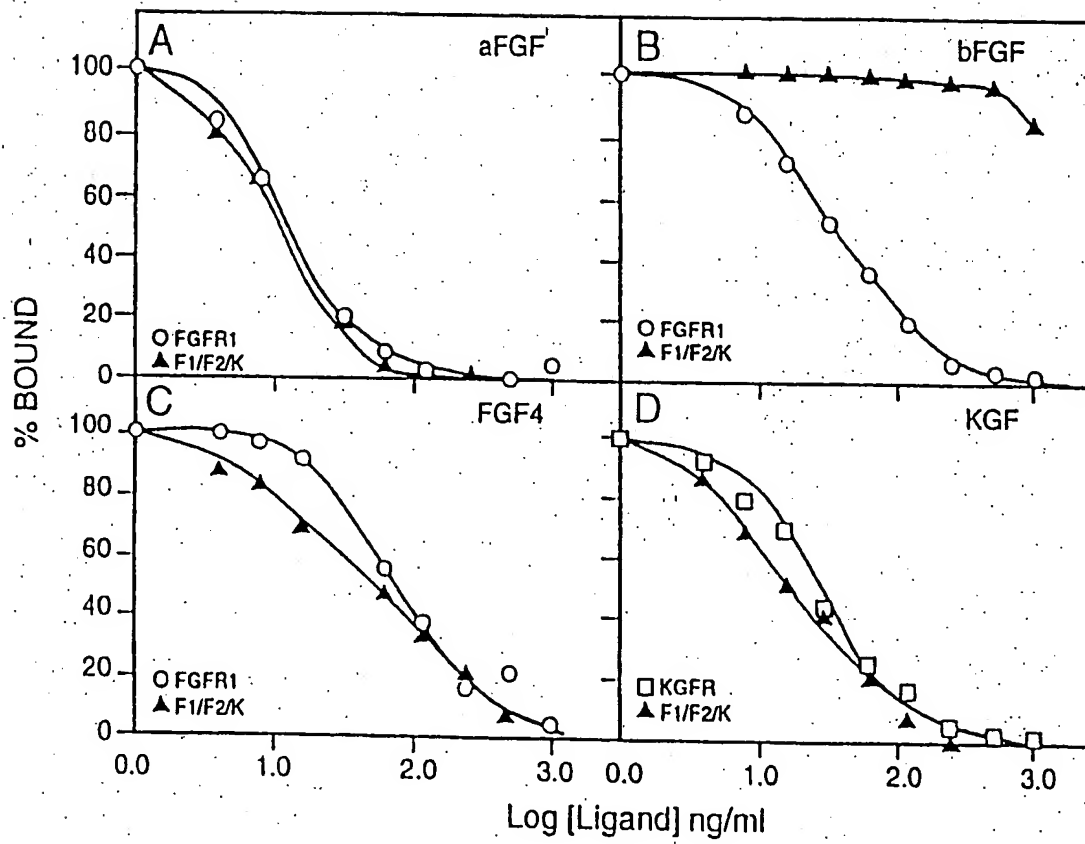 A aFGF
100
80
60
40
20
0
○ FGFR1
▲ F1/F2/K
B bFGF
○ FGFR1
▲ F1/F2/K
C FGF4
100
80
60
40
20
0
○ FGFR1
▲ F1/F2/K
D KGF
□ KGFR
▲ F1/F2/K
% BOUND
0.0 1.0 2.0 3.0
0.0 1.0 2.0 3.0
Log [Ligand] ng/ml